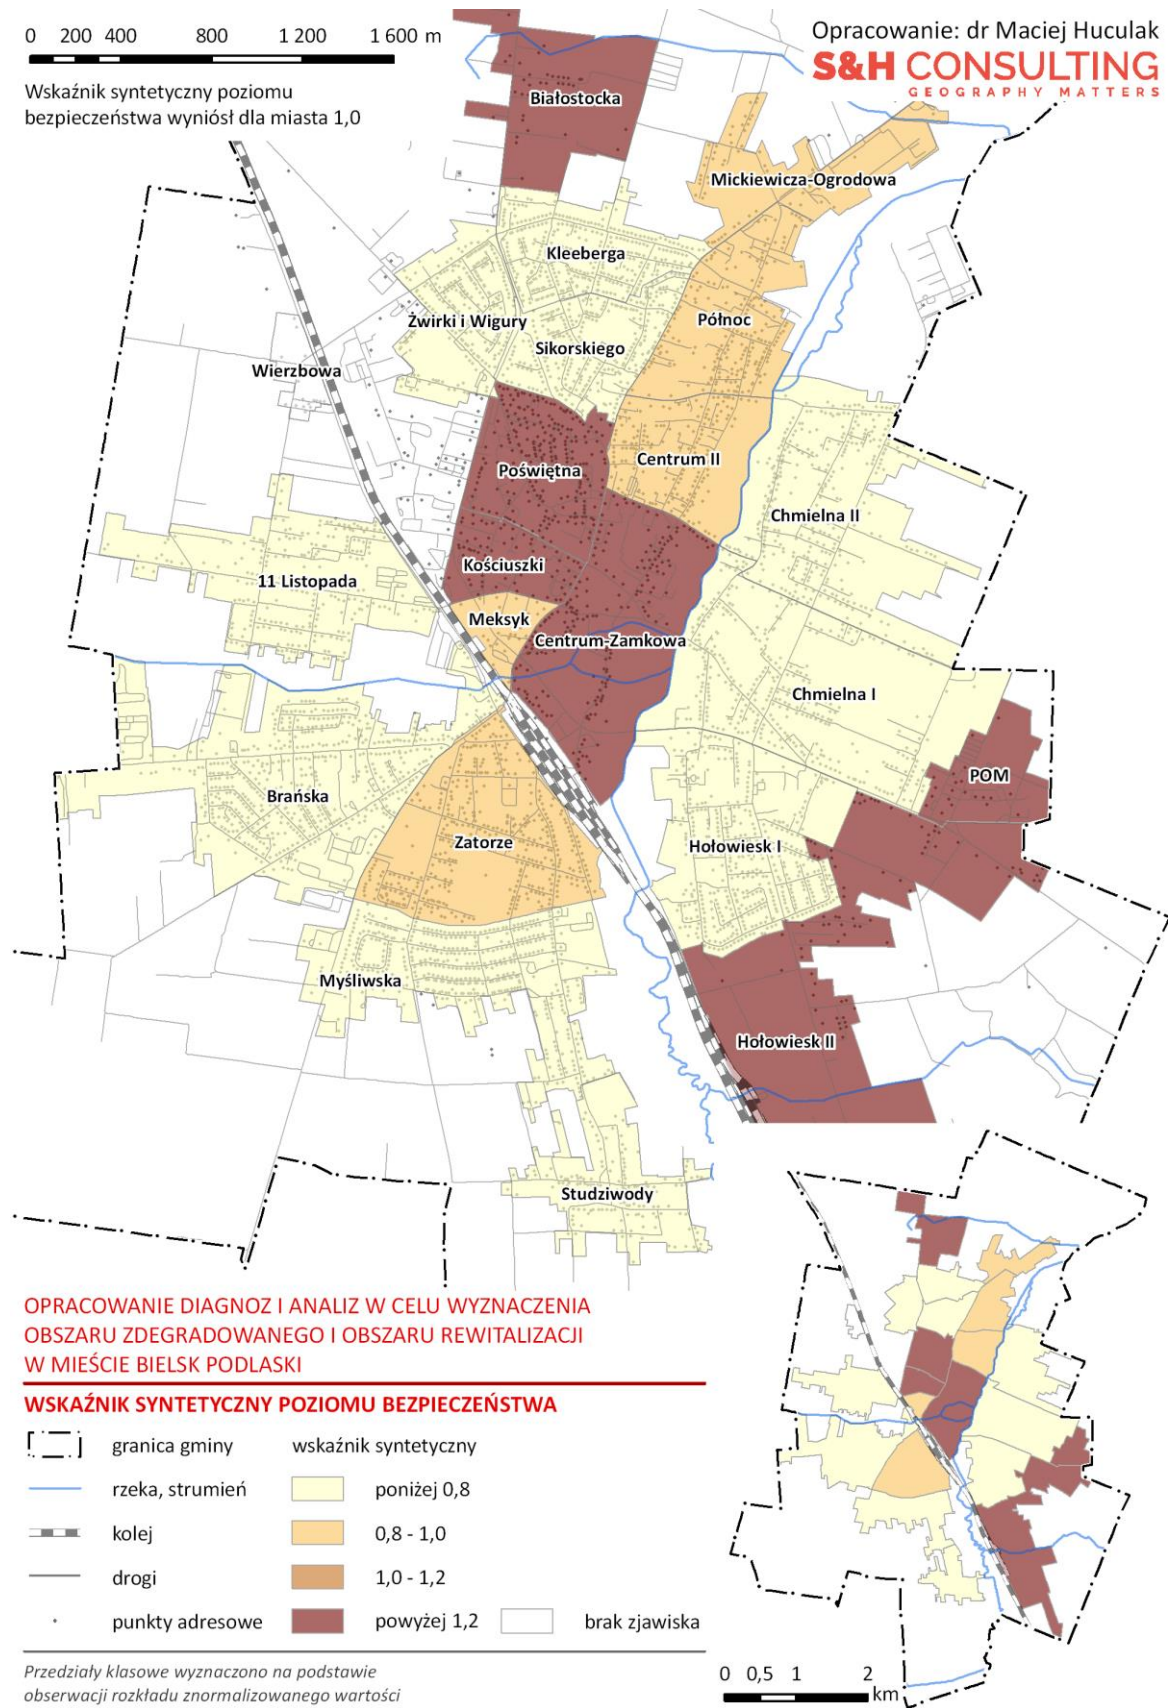 0 200 400 800 1 200 1 600 m
Wskaźnik syntetyczny poziomu
bezpieczeństwa wyniósł dla miasta 1,0
Opracowanie: dr Maciej Huculak
S&H CONSULTING
GEOGRAPHY MATTERS
Białostocka
Mickiewicza-Ogrodowa
Kleeberga
Żwirki i Wigury
Północ
Sikorskiego
Wierzbowa
Centrum II
Poświętna
Chmielna II
Kościuszki
11 Listopada
Meksyk
Centrum-Zamkowa
Chmielna I
POM
Brańska
Zatorze
Hołowiesk I
Myśliwska
Hołowiesk II
Studziwody
OPRACOWANIE DIAGNOZ I ANALIZ W CELU WYZNACZENIA
OBSZARU ZDEGRADOWANEGO I OBSZARU REWITALIZACJI
W MIEŚCIE BIELSK PODLASKI
WSKAŹNIK SYNTETYCZNY POZIOMU BEZPIECZEŃSTWA
granica gminy wskaźnik syntetyczny
rzeka, strumień poniżej 0,8
kolej 0,8 - 1,0
drogi 1,0 - 1,2
punkty adresowe powyżej 1,2 brak zjawiska
Przedziały klasowe wyznaczono na podstawie
obserwacji rozkładu znormalizowanego wartości
0 0,5 1 2
km